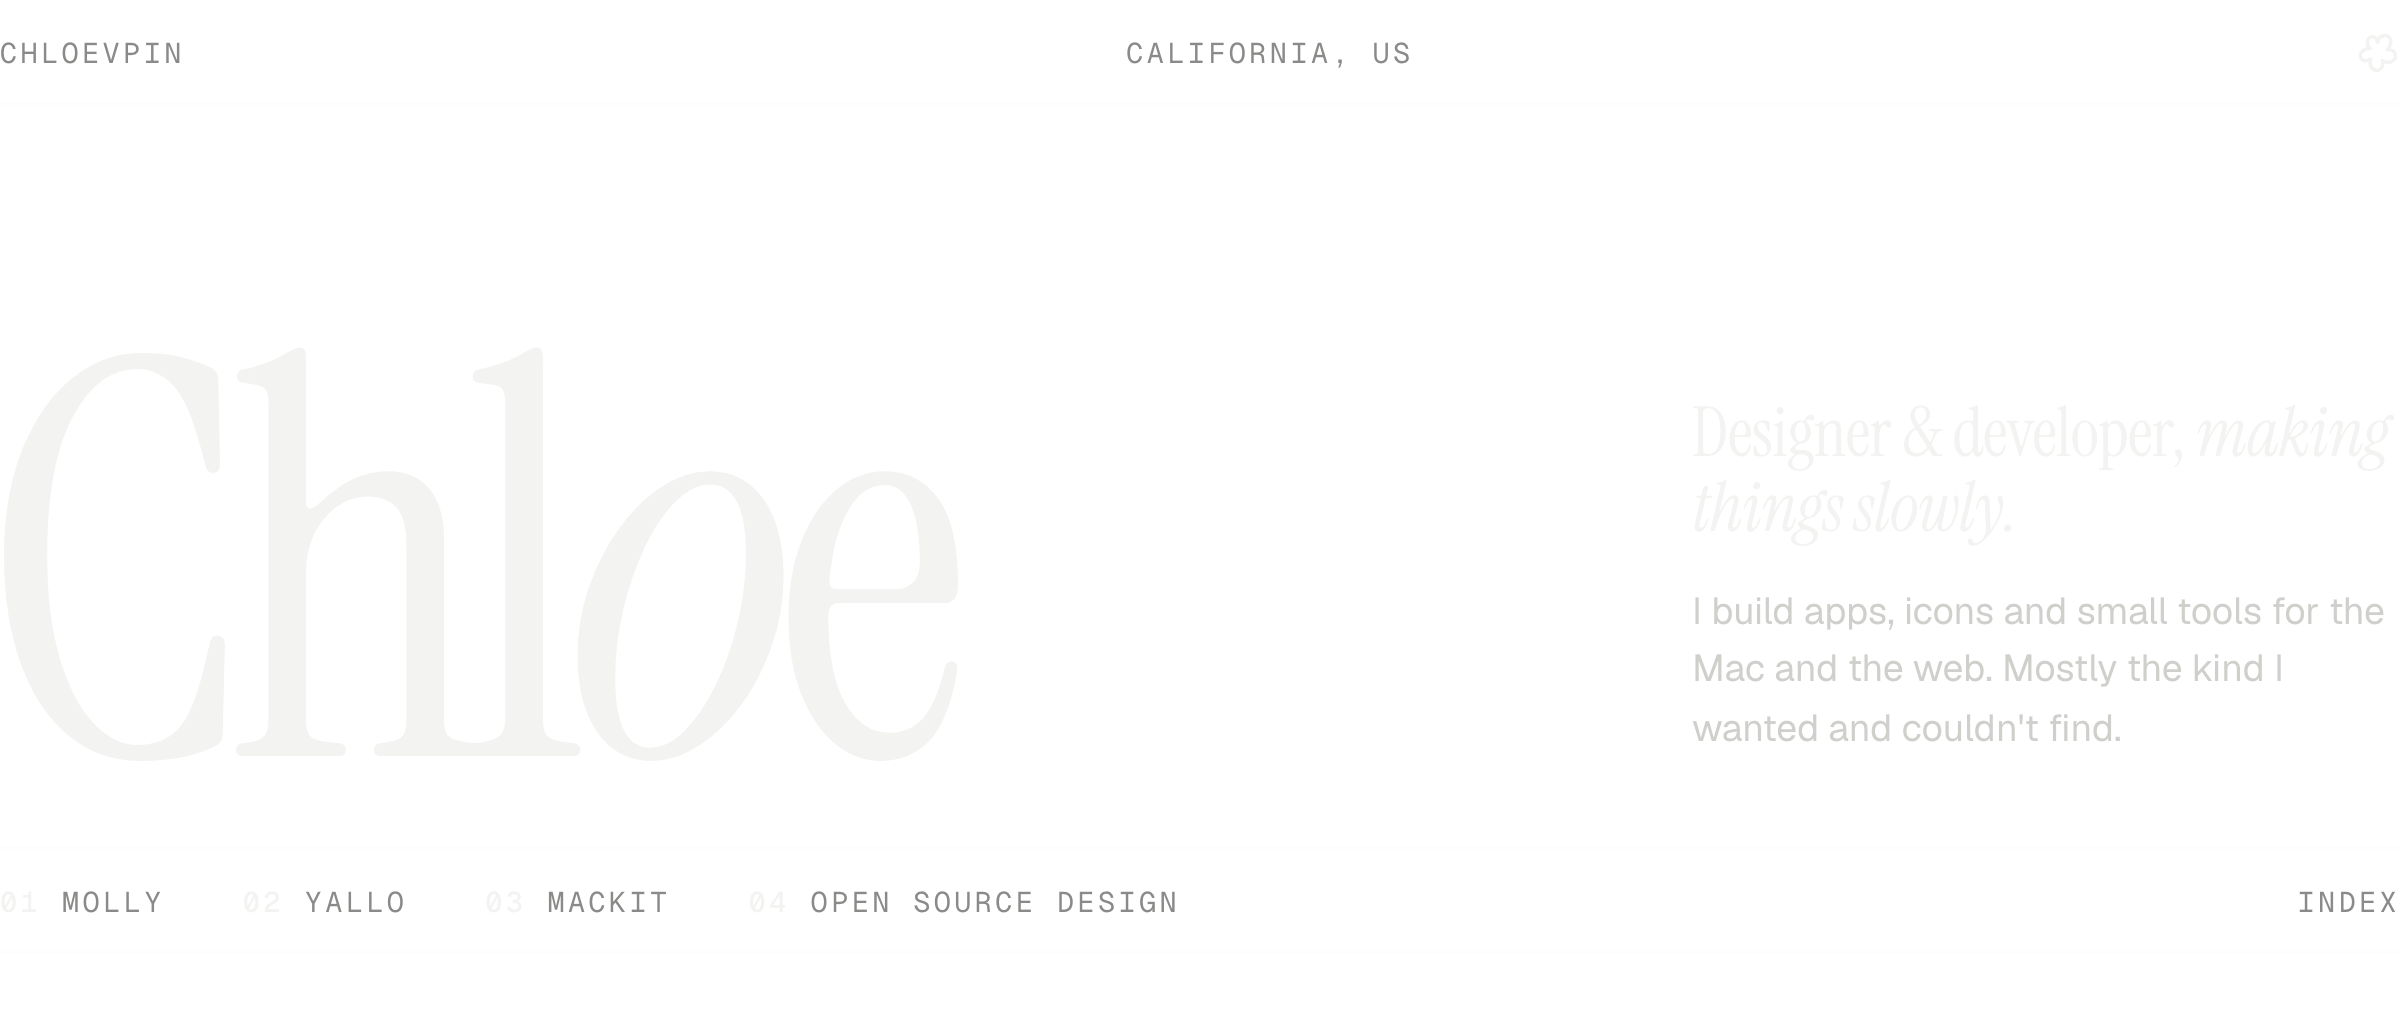 CHLOEVPIN
CALIFORNIA, US
Chloe
Designer & developer, making
things slowly.
I build apps, icons and small tools for the
Mac and the web. Mostly the kind I
wanted and couldn't find.
01 MOLLY
02 YALLO
03 MACKIT
04 OPEN SOURCE DESIGN
INDEX